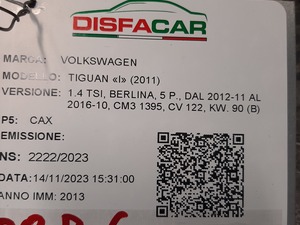 DISFACAR
MARCA: VOLKSWAGEN
MODELLO: TIGUAN «I» (2011)
VERSIONE: 1.4 TSI, BERLINA, 5 P., DAL 2012-11 AL
2016-10, CM3 1395, CV 122, KW. 90 (B)
P5: CAX
EMISSIONE:
NS: 2222/2023
DATA: 14/11/2023 15:31:00
ANNO IMM: 2013